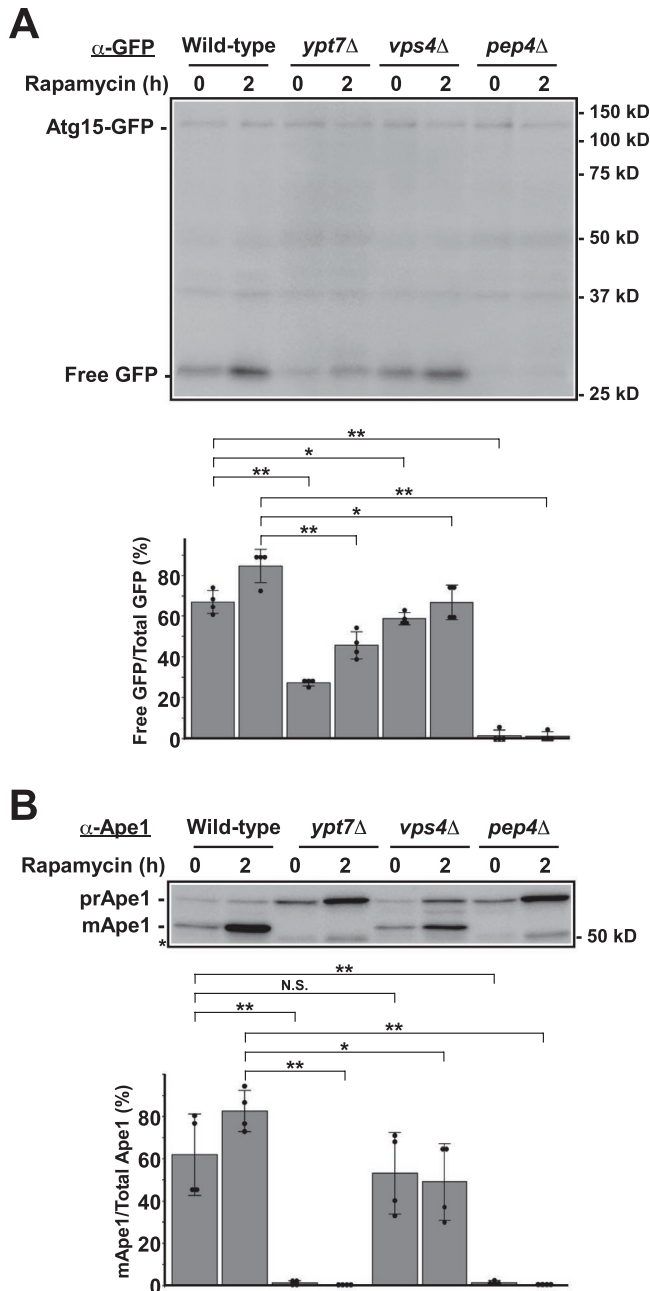 A
α-GFP Wild-type ypt7Δ vps4Δ pep4Δ
Rapamycin (h) 0 2 0 2 0 2 0 2
Atg15-GFP -
- 150 kD
- 100 kD
- 75 kD
- 50 kD
- 37 kD
Free GFP -
- 25 kD
**
*
**
**
*
**
Free GFP/Total GFP (%)
80
60
40
20
0
B
α-Ape1 Wild-type ypt7Δ vps4Δ pep4Δ
Rapamycin (h) 0 2 0 2 0 2 0 2
prApe1 -
mApe1 -
*
- 50 kD
**
N.S.
**
**
*
**
mApe1/Total Ape1 (%)
80
60
40
20
0